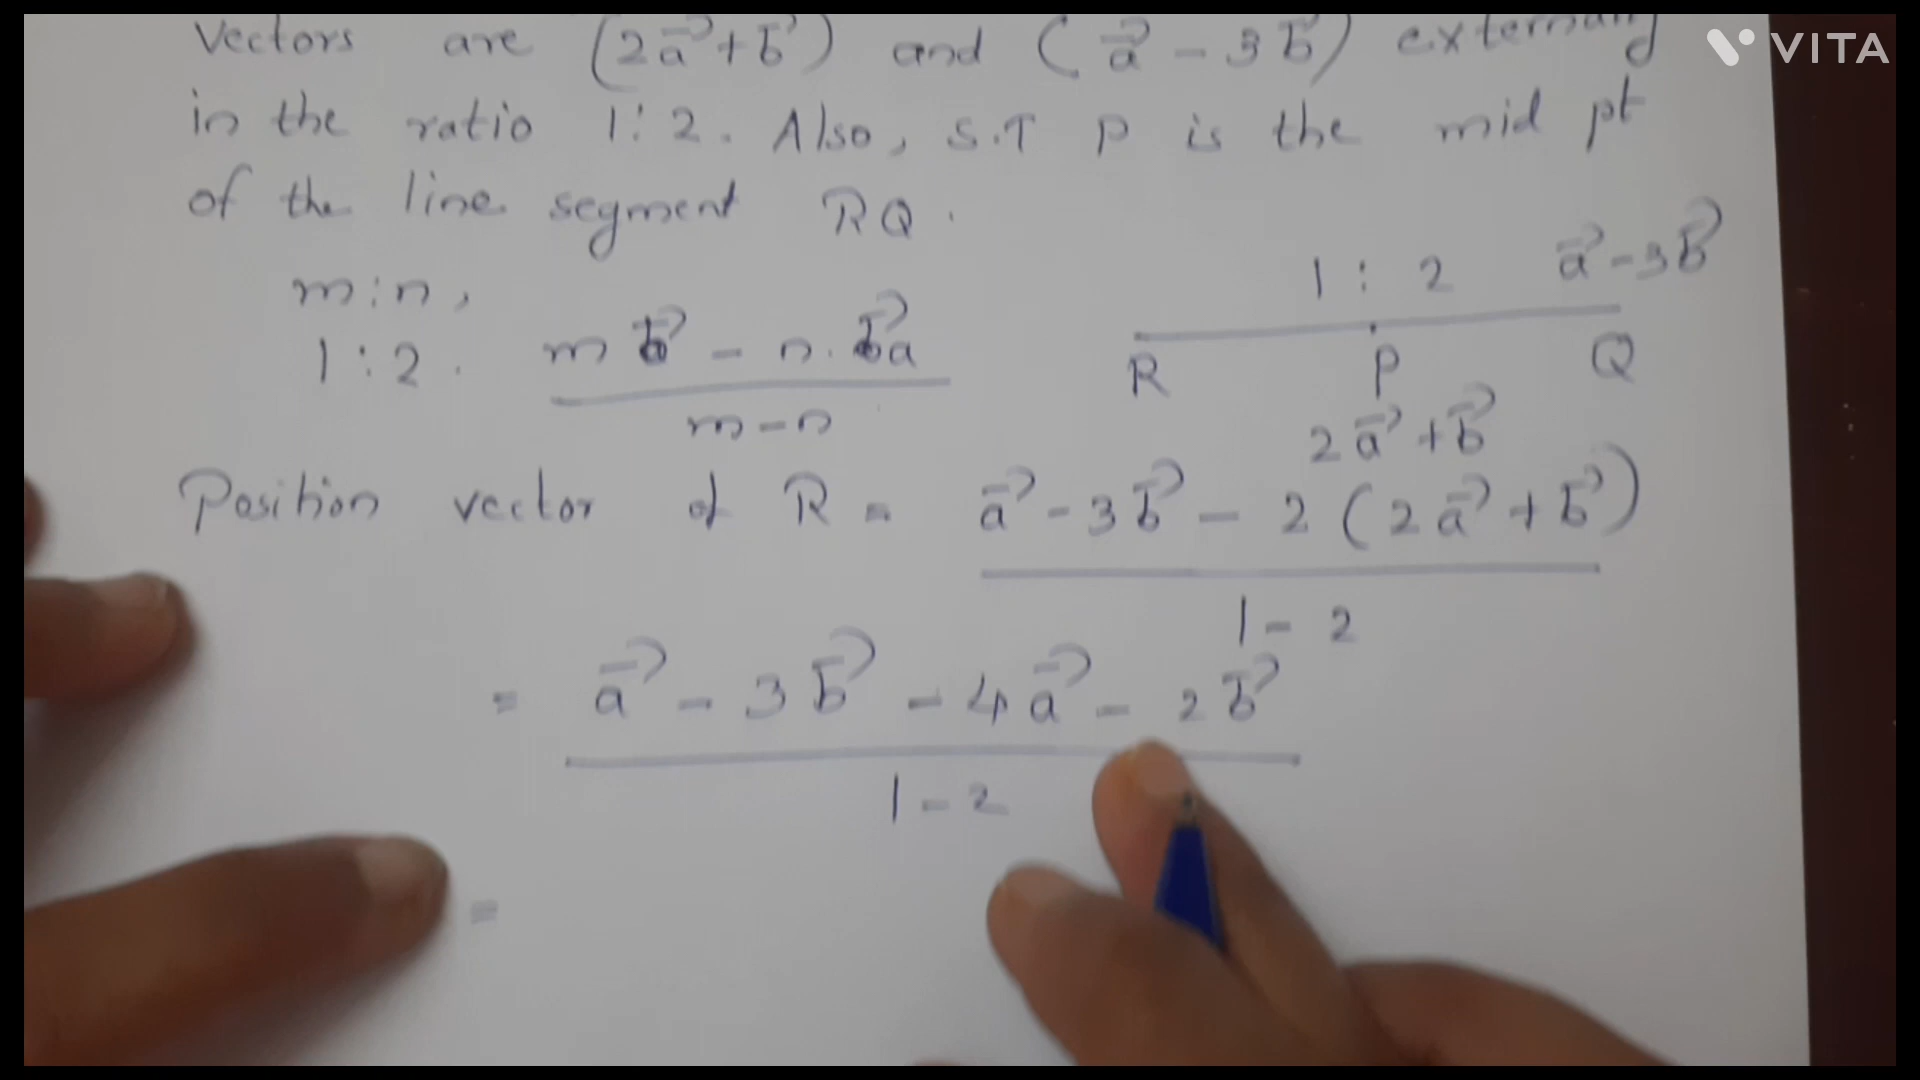 Vectors are (2a⃗+b⃗) and (a⃗ - 3b⃗) externally
VITA
in the ratio 1:2. Also, S.T P is the mid pt
of the line segment RQ.
1 : 2 a⃗-3b⃗
m:n,
1:2. m b⃗ - n. a⃗
m-n
R P Q
2a⃗+b⃗
Position vector of R = a⃗-3b⃗ - 2(2a⃗+b⃗)
1-2
= a⃗ - 3b⃗ - 4a⃗ - 2b⃗
1-2
=